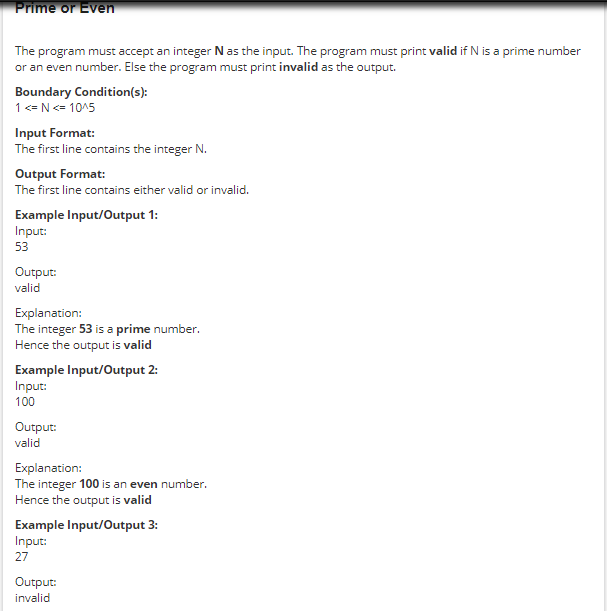 Prime or Even
The program must accept an integer N as the input. The program must print valid if N is a prime number
or an even number. Else the program must print invalid as the output.
Boundary Condition(s):
1 <= N <= 10^5
Input Format:
The first line contains the integer N.
Output Format:
The first line contains either valid or invalid.
Example Input/Output 1:
Input:
53
Output:
valid
Explanation:
The integer 53 is a prime number.
Hence the output is valid
Example Input/Output 2:
Input:
100
Output:
valid
Explanation:
The integer 100 is an even number.
Hence the output is valid
Example Input/Output 3:
Input:
27
Output:
invalid